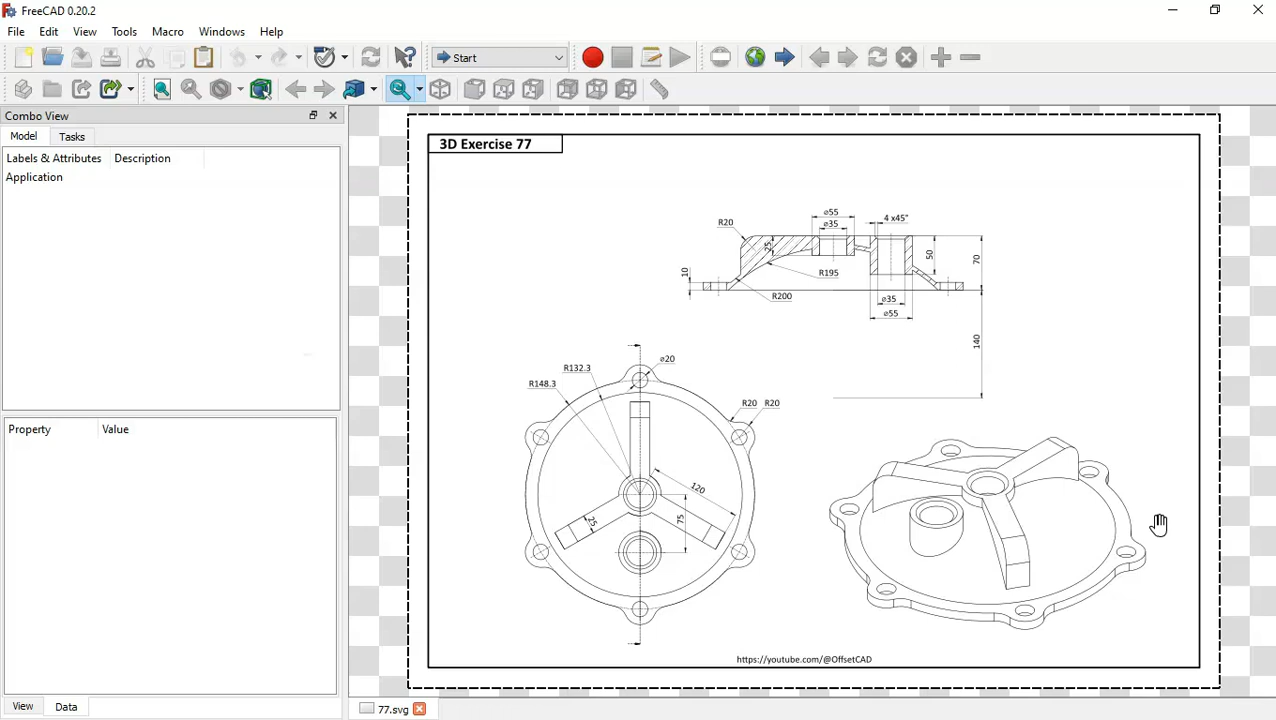 FreeCAD 0.20.2
File Edit View Tools Macro Windows Help
Start
Combo View
Model Tasks
Labels & Attributes Description
Application
Property Value
View Data
77.svg
3D Exercise 77
⌀55
⌀35
4 x45°
R20
25
50
70
10
R195
R200
⌀35
⌀55
140
⌀20
R132.3
R148.3
R20 R20
120
75
25
https://youtube.com/@OffsetCAD